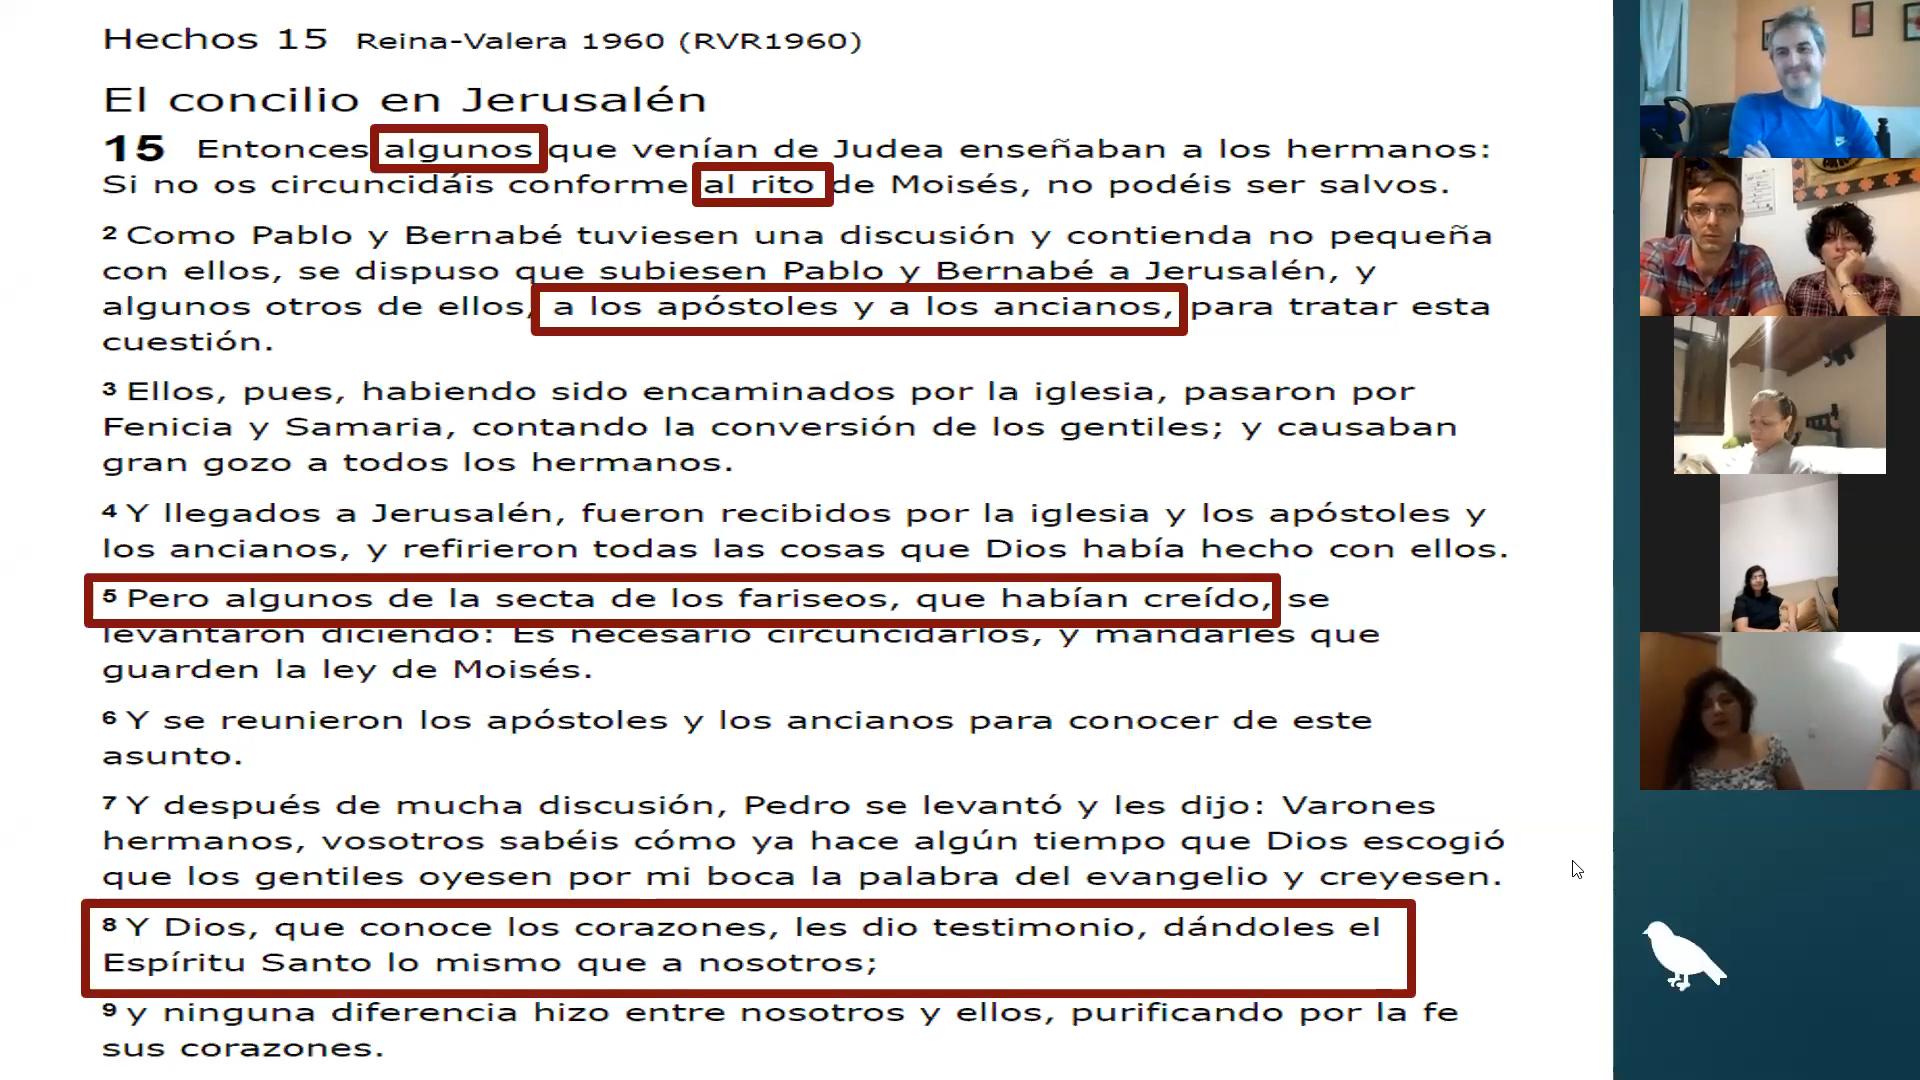 Hechos 15 Reina-Valera 1960 (RVR1960)
El concilio en Jerusalén
15 Entonces algunos que venían de Judea enseñaban a los hermanos:
Si no os circuncidáis conforme al rito de Moisés, no podéis ser salvos.
2 Como Pablo y Bernabé tuviesen una discusión y contienda no pequeña
con ellos, se dispuso que subiesen Pablo y Bernabé a Jerusalén, y
algunos otros de ellos, a los apóstoles y a los ancianos, para tratar esta
cuestión.
3 Ellos, pues, habiendo sido encaminados por la iglesia, pasaron por
Fenicia y Samaria, contando la conversión de los gentiles; y causaban
gran gozo a todos los hermanos.
4 Y llegados a Jerusalén, fueron recibidos por la iglesia y los apóstoles y
los ancianos, y refirieron todas las cosas que Dios había hecho con ellos.
5 Pero algunos de la secta de los fariseos, que habían creído, se
levantaron diciendo: Es necesario circuncidarlos, y mandarles que
guarden la ley de Moisés.
6 Y se reunieron los apóstoles y los ancianos para conocer de este
asunto.
7 Y después de mucha discusión, Pedro se levantó y les dijo: Varones
hermanos, vosotros sabéis cómo ya hace algún tiempo que Dios escogió
que los gentiles oyesen por mi boca la palabra del evangelio y creyesen.
8 Y Dios, que conoce los corazones, les dio testimonio, dándoles el
Espíritu Santo lo mismo que a nosotros;
9 y ninguna diferencia hizo entre nosotros y ellos, purificando por la fe
sus corazones.